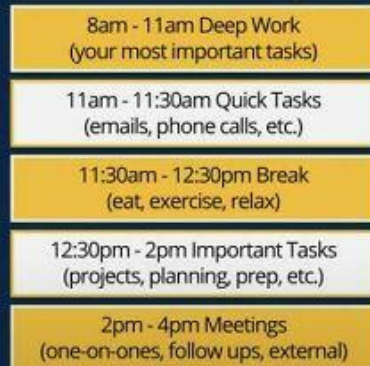 8am - 11am Deep Work
(your most important tasks)
11am - 11:30am Quick Tasks
(emails, phone calls, etc.)
11:30am - 12:30pm Break
(eat, exercise, relax)
12:30pm - 2pm Important Tasks
(projects, planning, prep, etc.)
2pm - 4pm Meetings
(one-on-ones, follow ups, external)